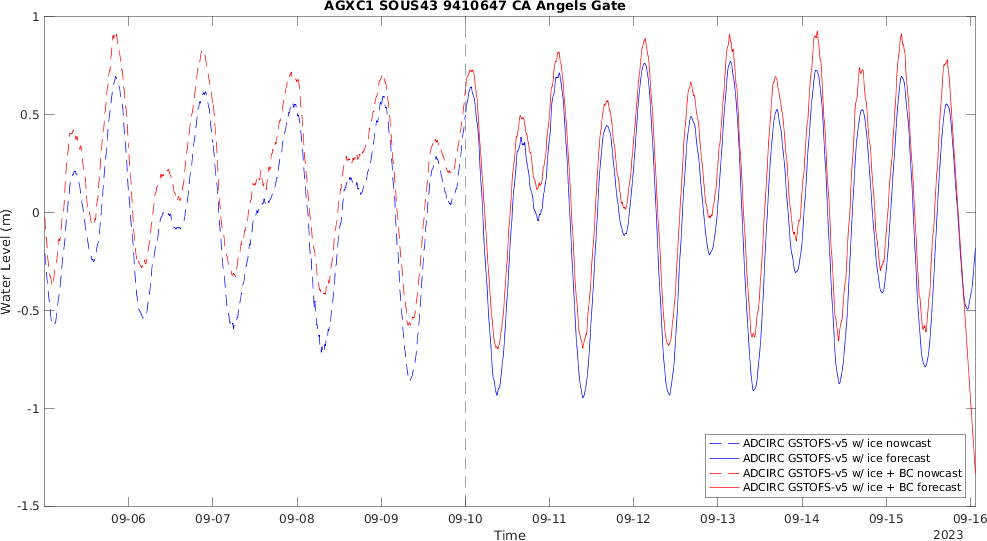 AGXC1 SOUS43 9410647 CA Angels Gate
1
0.5
0
-0.5
-1
-1.5
Water Level (m)
ADCIRC GSTOFS-v5 w/ ice nowcast
ADCIRC GSTOFS-v5 w/ ice forecast
ADCIRC GSTOFS-v5 w/ ice + BC nowcast
ADCIRC GSTOFS-v5 w/ ice + BC forecast
09-06 09-07 09-08 09-09 09-10 09-11 09-12 09-13 09-14 09-15 09-16
Time
2023